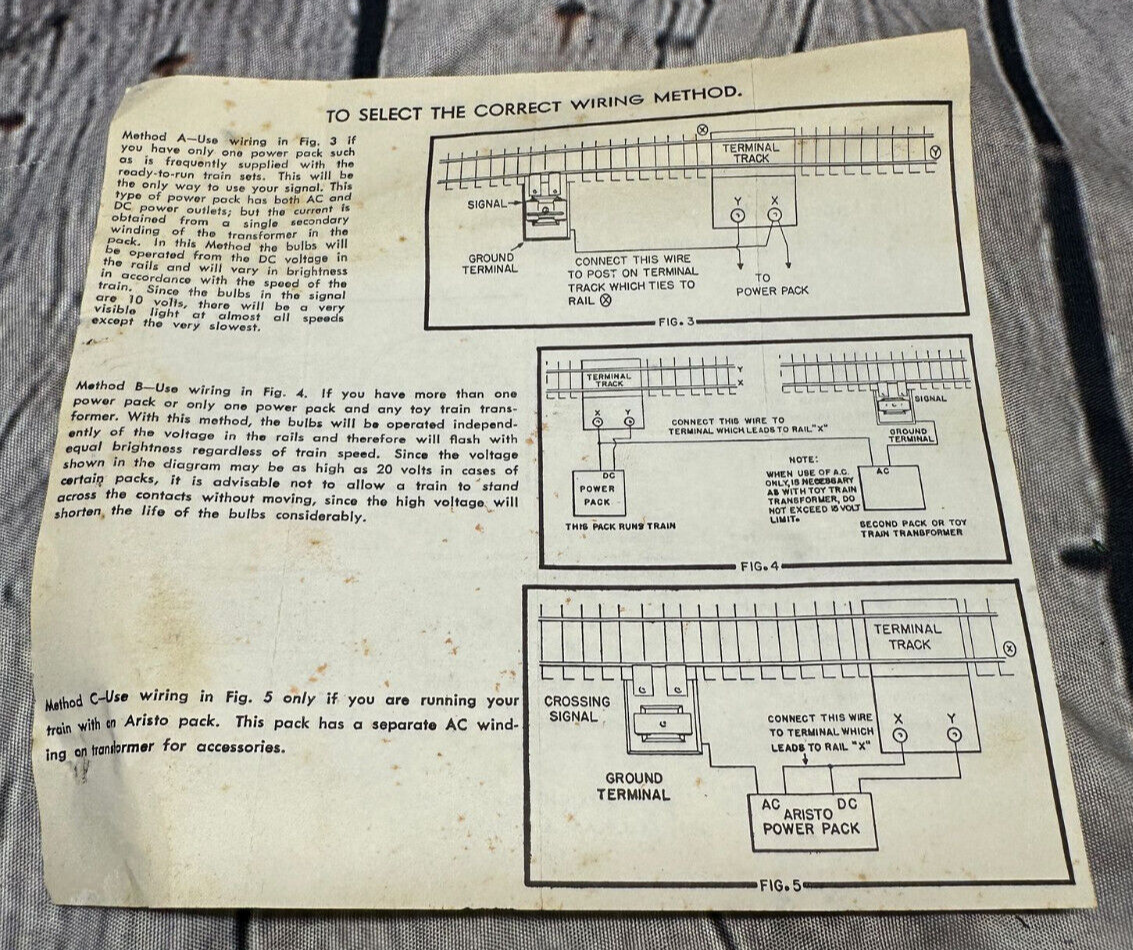 TO SELECT THE CORRECT WIRING METHOD.
Method A—Use wiring in Fig. 3 if
you have only one power pack such
as is frequently supplied with the
ready-to-run train sets. This will be
the only way to use your signal. This
type of power pack has both AC and
DC power outlets; but the current is
obtained from a single secondary
winding of the transformer in the
pack. In this Method the bulbs will
be operated from the DC voltage in
the rails and will vary in brightness
in accordance with the speed of the
train. Since the bulbs in the signal
are 10 volts, there will be a very
visible light at almost all speeds
except the very slowest.
X
TERMINAL
TRACK
Y
SIGNAL
Y X
GROUND
TERMINAL
CONNECT THIS WIRE
TO POST ON TERMINAL
TRACK WHICH TIES TO
RAIL X
TO
POWER PACK
FIG. 3
Method B—Use wiring in Fig. 4. If you have more than one
power pack or only one power pack and any toy train trans-
former. With this method, the bulbs will be operated independ-
ently of the voltage in the rails and therefore will flash with
equal brightness regardless of train speed. Since the voltage
shown in the diagram may be as high as 20 volts in cases of
certain packs, it is advisable not to allow a train to stand
across the contacts without moving, since the high voltage will
shorten the life of the bulbs considerably.
TERMINAL
TRACK
Y
X
X Y
SIGNAL
CONNECT THIS WIRE TO
TERMINAL WHICH LEADS TO RAIL "X"
GROUND
TERMINAL
DC
POWER
PACK
THIS PACK RUNS TRAIN
NOTE:
WHEN USE OF A.C.
ONLY, IS NECESSARY
AS WITH TOY TRAIN
TRANSFORMER, DO
NOT EXCEED 15 VOLT
LIMIT.
AC
SECOND PACK OR TOY
TRAIN TRANSFORMER
FIG. 4
Method C—Use wiring in Fig. 5 only if you are running your
train with an Aristo pack. This pack has a separate AC wind-
ing on transformer for accessories.
TERMINAL
TRACK
X
CROSSING
SIGNAL
GROUND
TERMINAL
CONNECT THIS WIRE
TO TERMINAL WHICH
LEADS TO RAIL "X"
X Y
AC DC
ARISTO
POWER PACK
FIG. 5